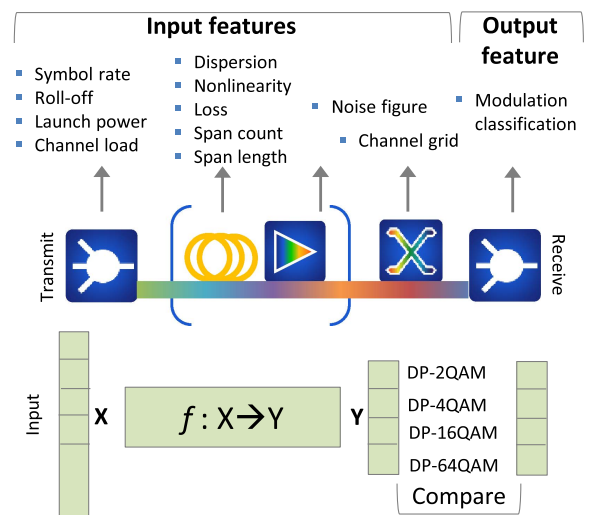 Input features
Output
feature
Symbol rate
Roll-off
Launch power
Channel load
Dispersion
Nonlinearity
Loss
Span count
Span length
Noise figure
Channel grid
Modulation
classification
Transmit
Receive
Input
X
f : X→Y
Y
DP-2QAM
DP-4QAM
DP-16QAM
DP-64QAM
Compare